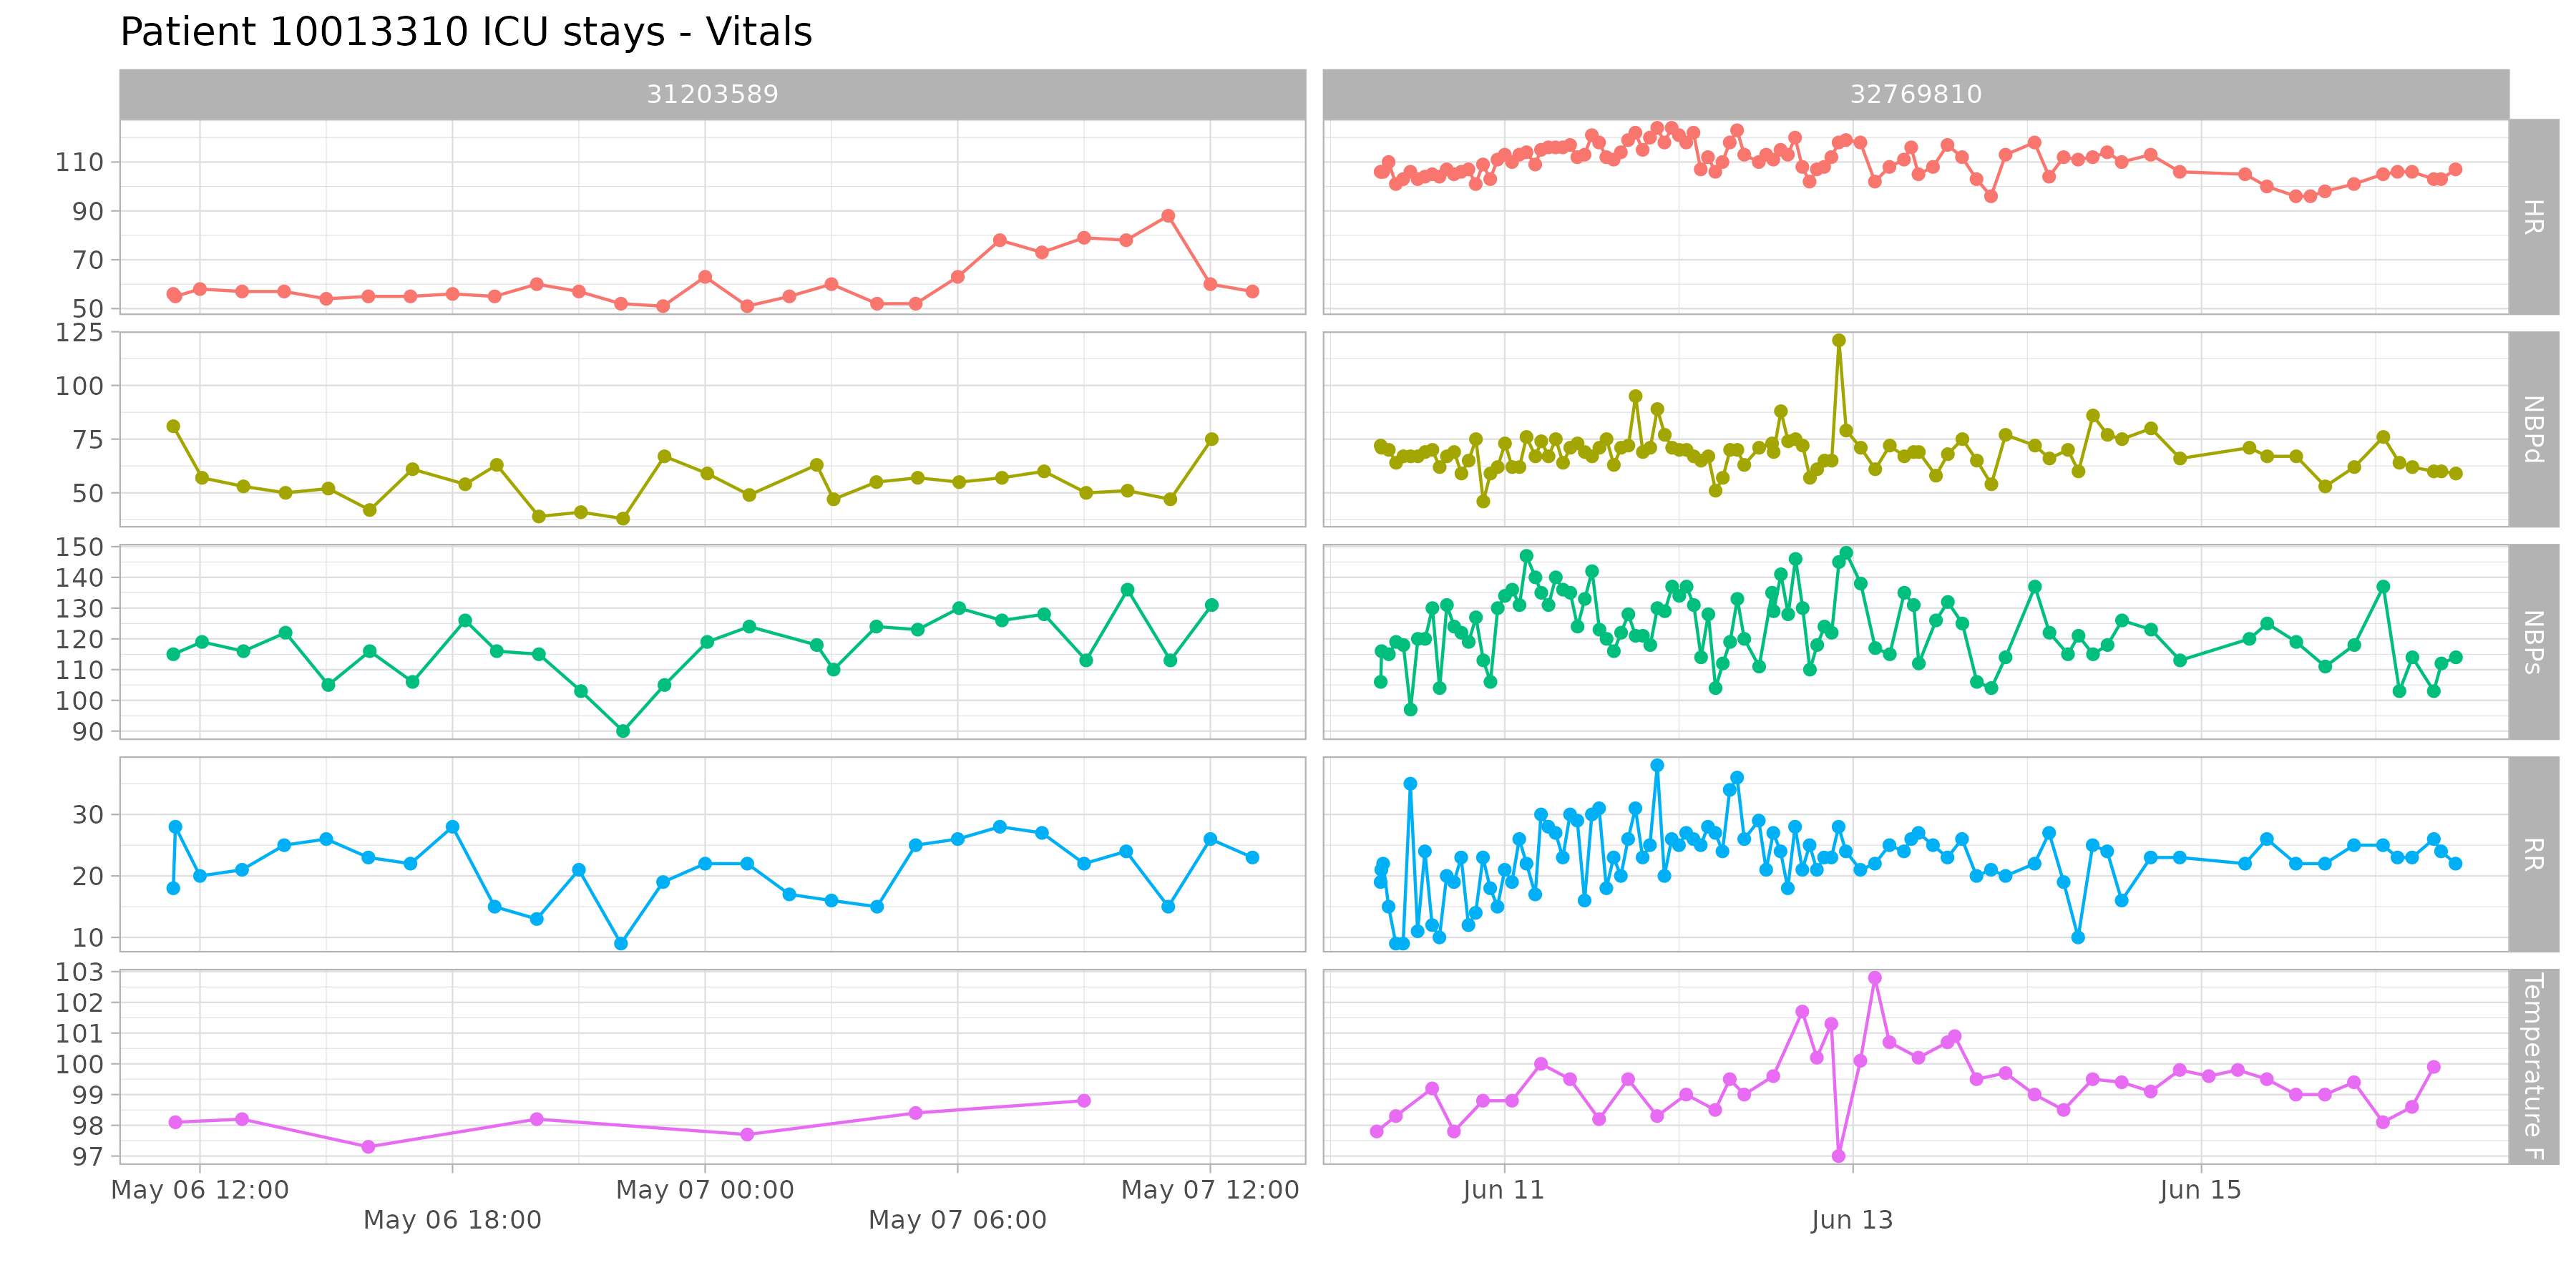 Patient 10013310 ICU stays - Vitals
31203589
32769810
110
90
70
50
HR
125
100
75
50
NBPd
150
140
130
120
110
100
90
NBPs
30
20
10
RR
103
102
101
100
99
98
97
Temperature F
May 06 12:00
May 07 00:00
May 07 12:00
Jun 11
Jun 15
May 06 18:00
May 07 06:00
Jun 13